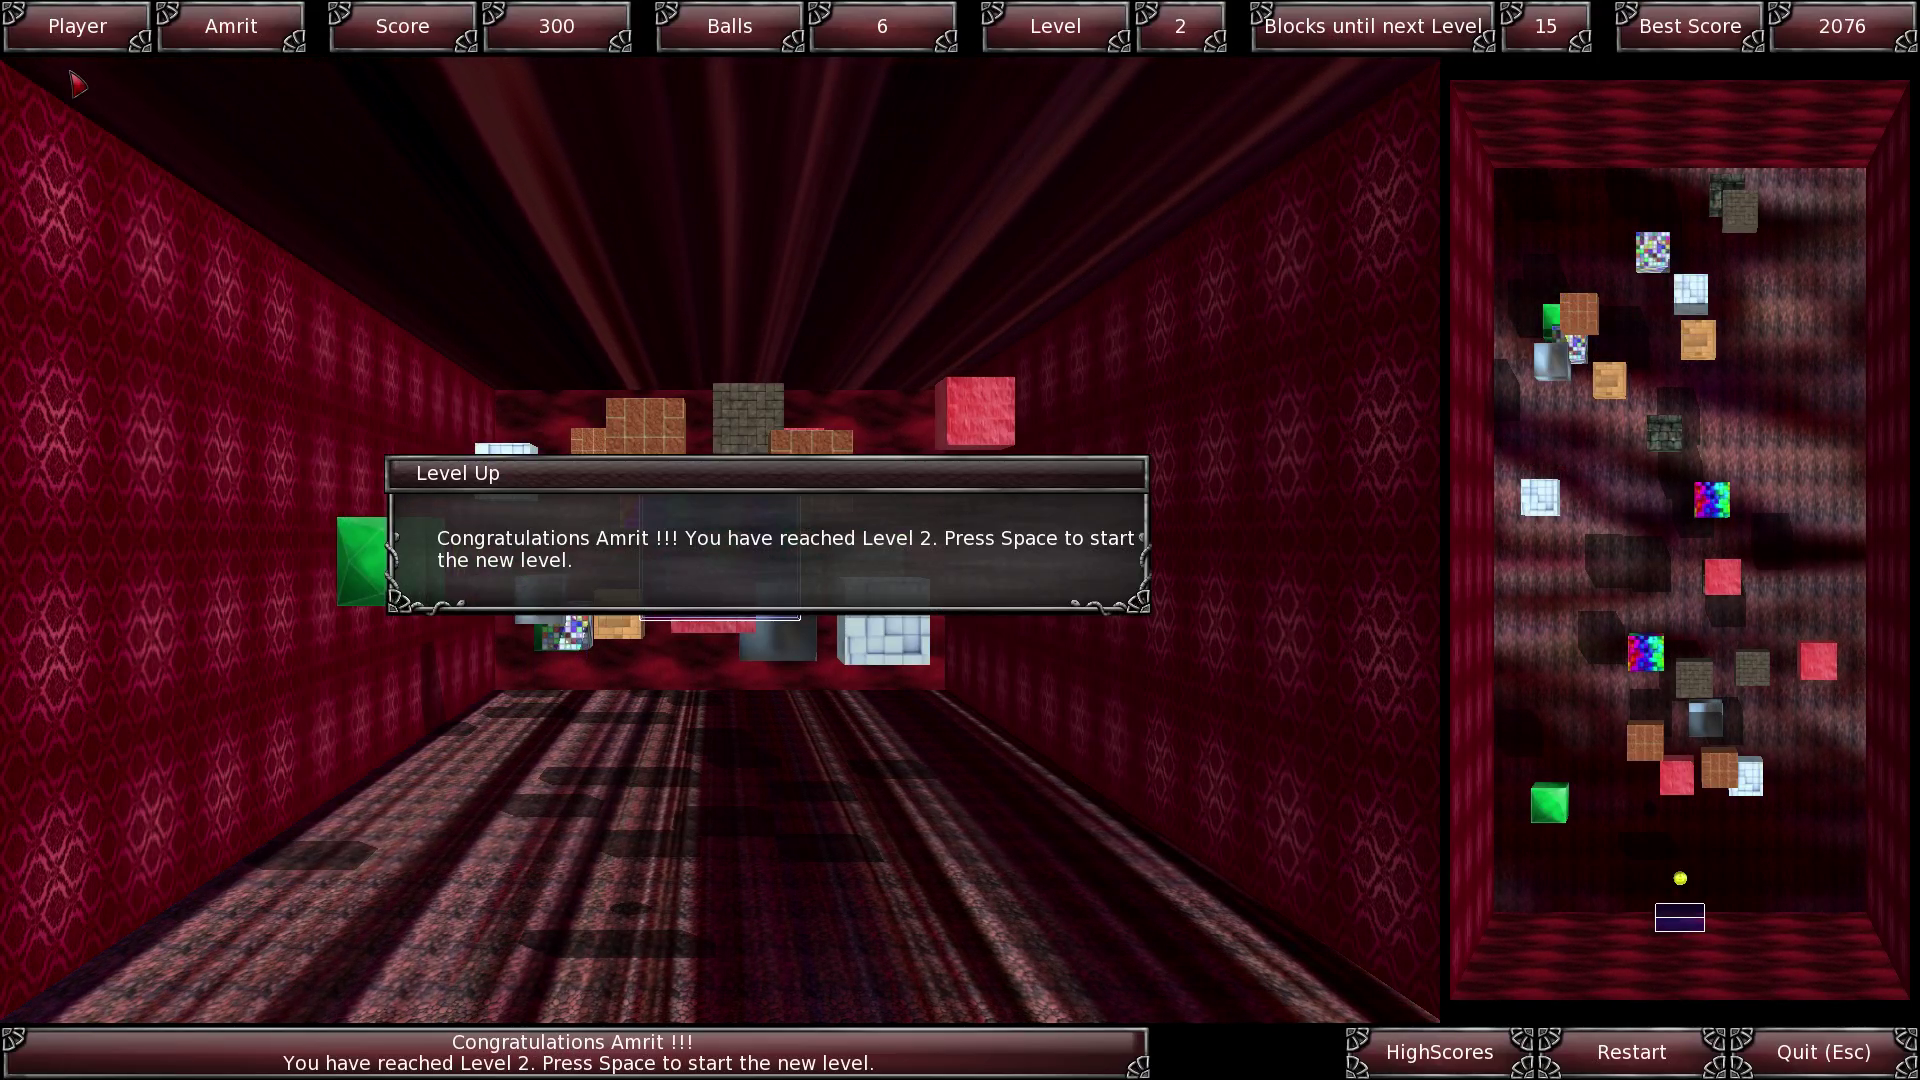 Player Amrit Score 300 Balls 6 Level 2 Blocks until next Level 15 Best Score 2076
Level Up
Congratulations Amrit !!! You have reached Level 2. Press Space to start
the new level.
Congratulations Amrit !!!
You have reached Level 2. Press Space to start the new level.
HighScores Restart Quit (Esc)